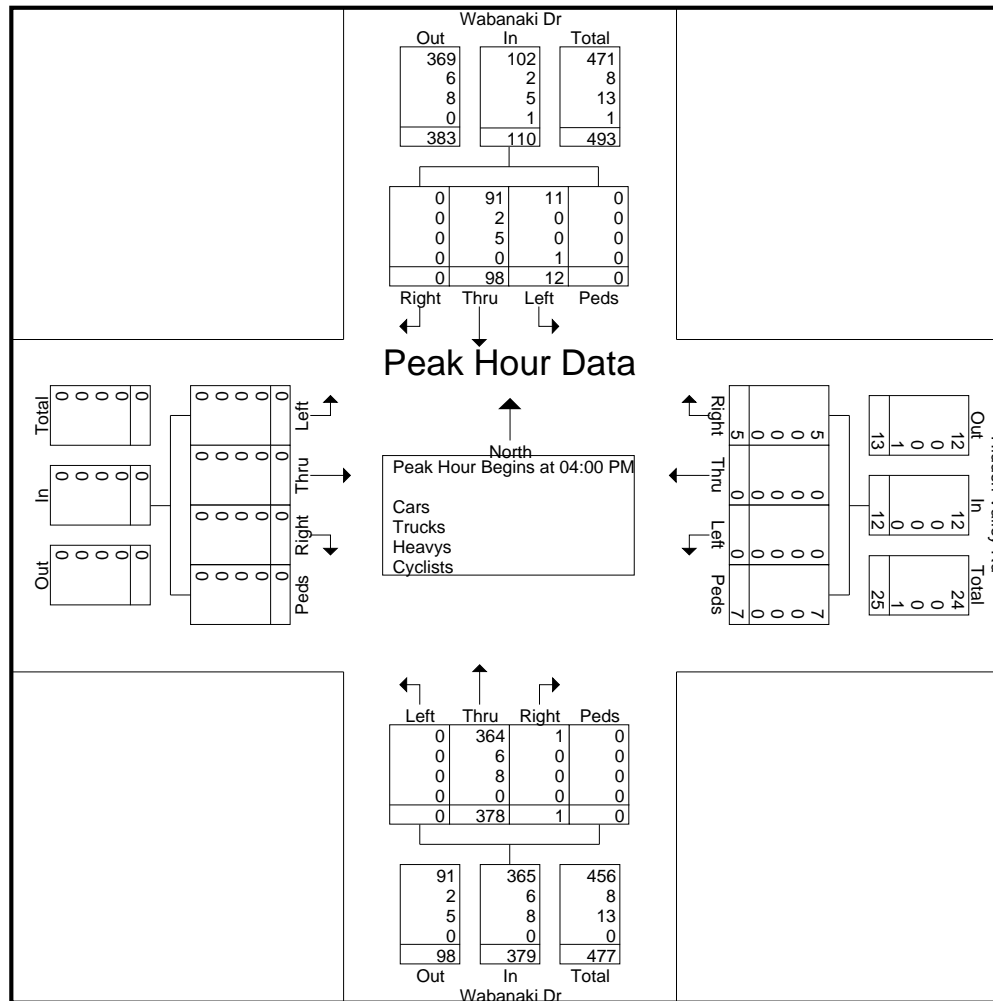 Wabanaki Dr
Out In Total
369 102 471
6 2 8
8 5 13
0 1 1
383 110 493
0 91 11 0
0 2 0 0
0 5 0 0
0 0 1 0
0 98 12 0
Right Thru Left Peds
Peak Hour Data
Total
0 0 0 0 0
In
0 0 0 0 0
Out
0 0 0 0 0
Left
0 0 0 0 0
Thru
0 0 0 0 0
Right
0 0 0 0 0
Peds
0 0 0 0 0
North
Peak Hour Begins at 04:00 PM
Cars
Trucks
Heavys
Cyclists
Right
5 0 0 0 5
Thru
0 0 0 0 0
Left
0 0 0 0 0
Peds
7 0 0 0 7
Out
12 0 0 1 13
In
12 0 0 0 12
Total
24 0 0 1 25
Left Thru Right Peds
0 364 1 0
0 6 0 0
0 8 0 0
0 0 0 0
0 378 1 0
91 365 456
2 6 8
5 8 13
0 0 0
98 379 477
Out In Total
Wabanaki Dr